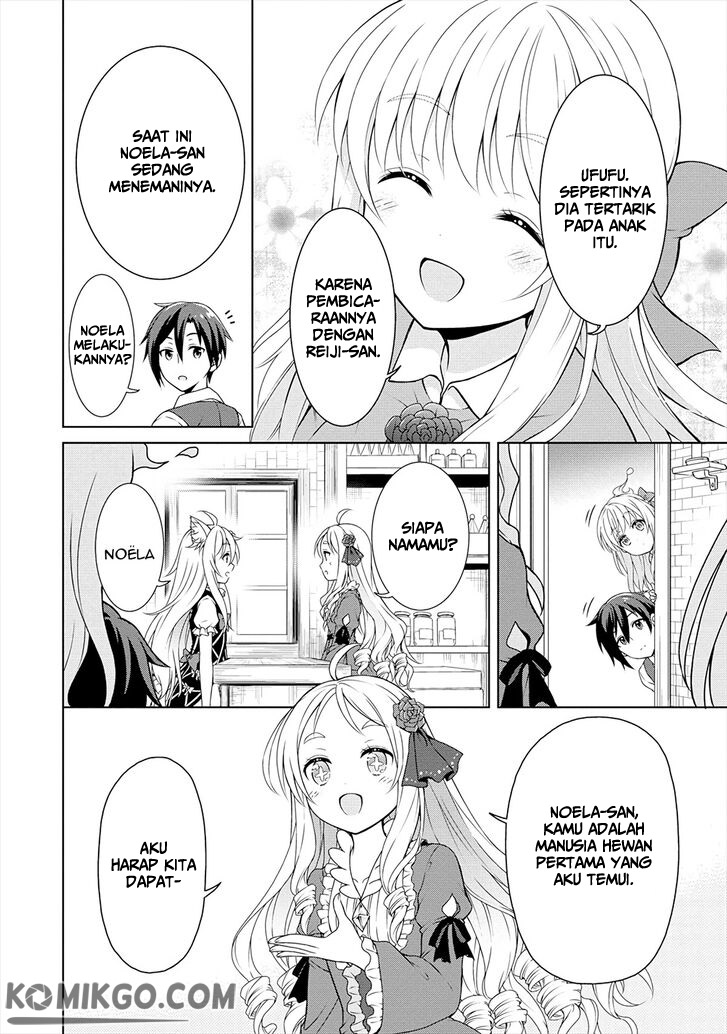 UFUFU.
SEPERTINYA
DIA TERTARIK
PADA ANAK
ITU.
KARENA
PEMBICA-
RAANNYA
DENGAN
REIJI-SAN.
SAAT INI
NOELA-SAN
SEDANG
MENEMANINYA.
NOELA
MELAKU-
KANNYA?
SIAPA
NAMAMU?
NOËLA
NOELA-SAN,
KAMU ADALAH
MANUSIA HEWAN
PERTAMA YANG
AKU TEMUI.
AKU
HARAP KITA
DAPAT-
KOMIKGO.COM